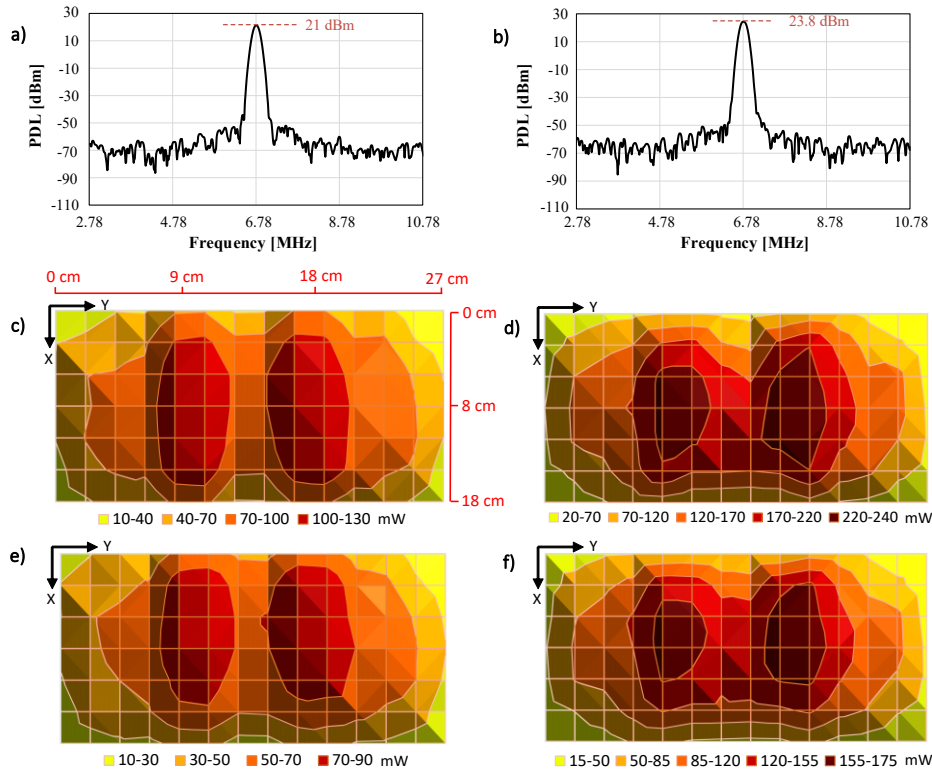 a)
30
10
-10
-30
-50
-70
-90
-110
PDL [dBm]
21 dBm
2.78 4.78 6.78 8.78 10.78
Frequency [MHz]
b)
30
10
-10
-30
-50
-70
-90
-110
PDL [dBm]
23.8 dBm
2.78 4.78 6.78 8.78 10.78
Frequency [MHz]
0 cm 9 cm 18 cm 27 cm
c)
Y
X
0 cm
8 cm
18 cm
10-40 40-70 70-100 100-130 mW
d)
Y
X
20-70 70-120 120-170 170-220 220-240 mW
e)
Y
X
10-30 30-50 50-70 70-90 mW
f)
Y
X
15-50 50-85 85-120 120-155 155-175 mW